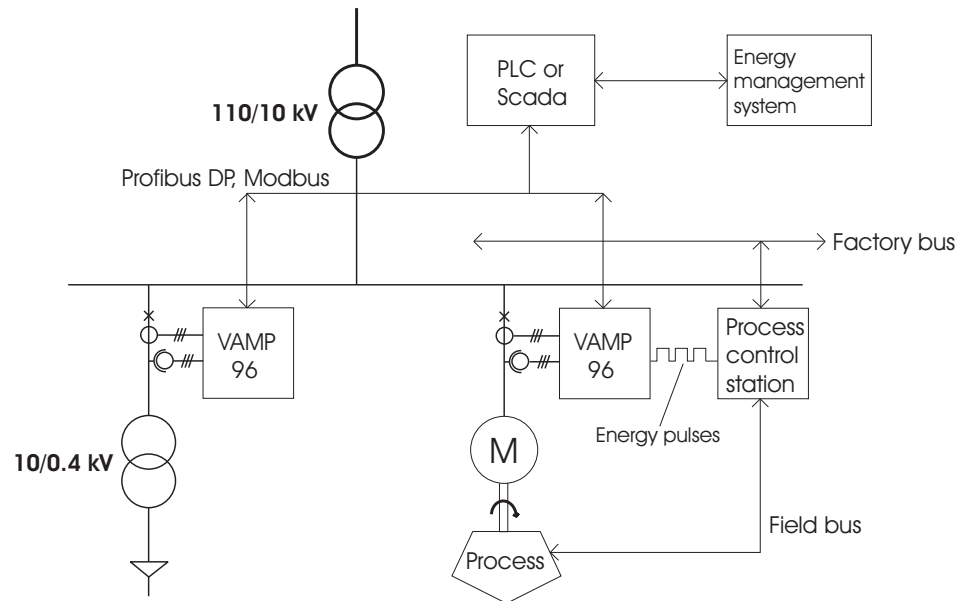 PLC or
Scada
Energy
management
system
110/10 kV
Profibus DP, Modbus
Factory bus
VAMP
96
VAMP
96
Process
control
station
Energy pulses
M
10/0.4 kV
Field bus
Process